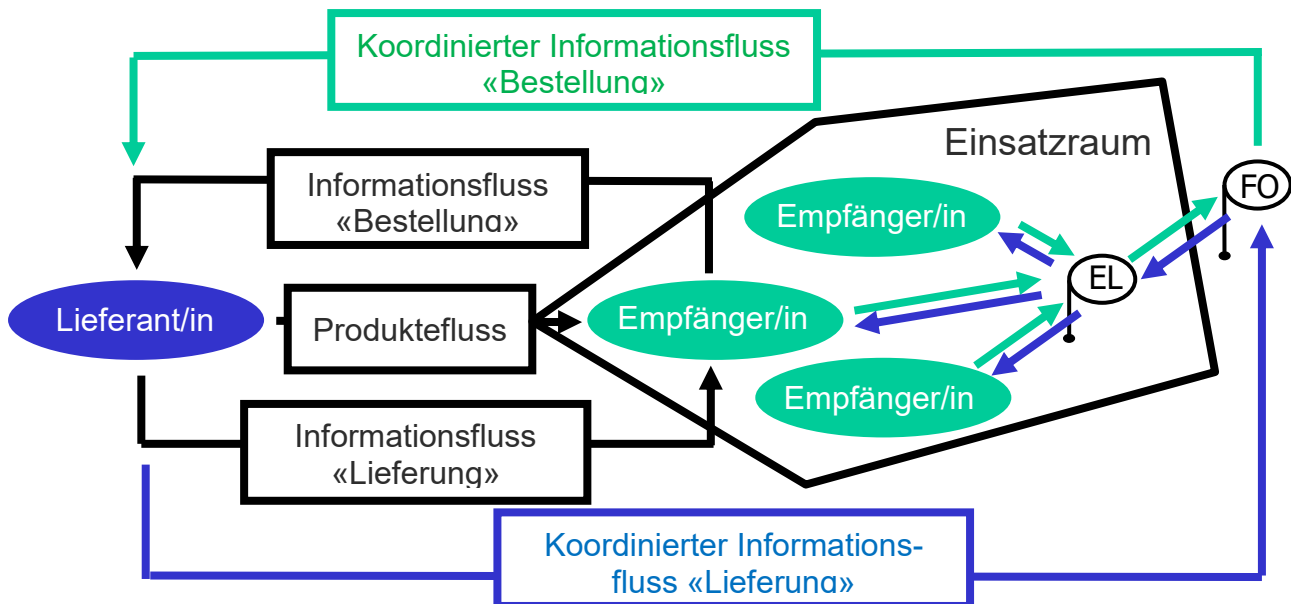 Koordinierter Informationsfluss
«Bestellung»
Einsatzraum
Informationsfluss
«Bestellung»
Empfänger/in
FO
EL
Lieferant/in
Produktefluss
Empfänger/in
Empfänger/in
Informationsfluss
«Lieferung»
Koordinierter Informations-
fluss «Lieferung»